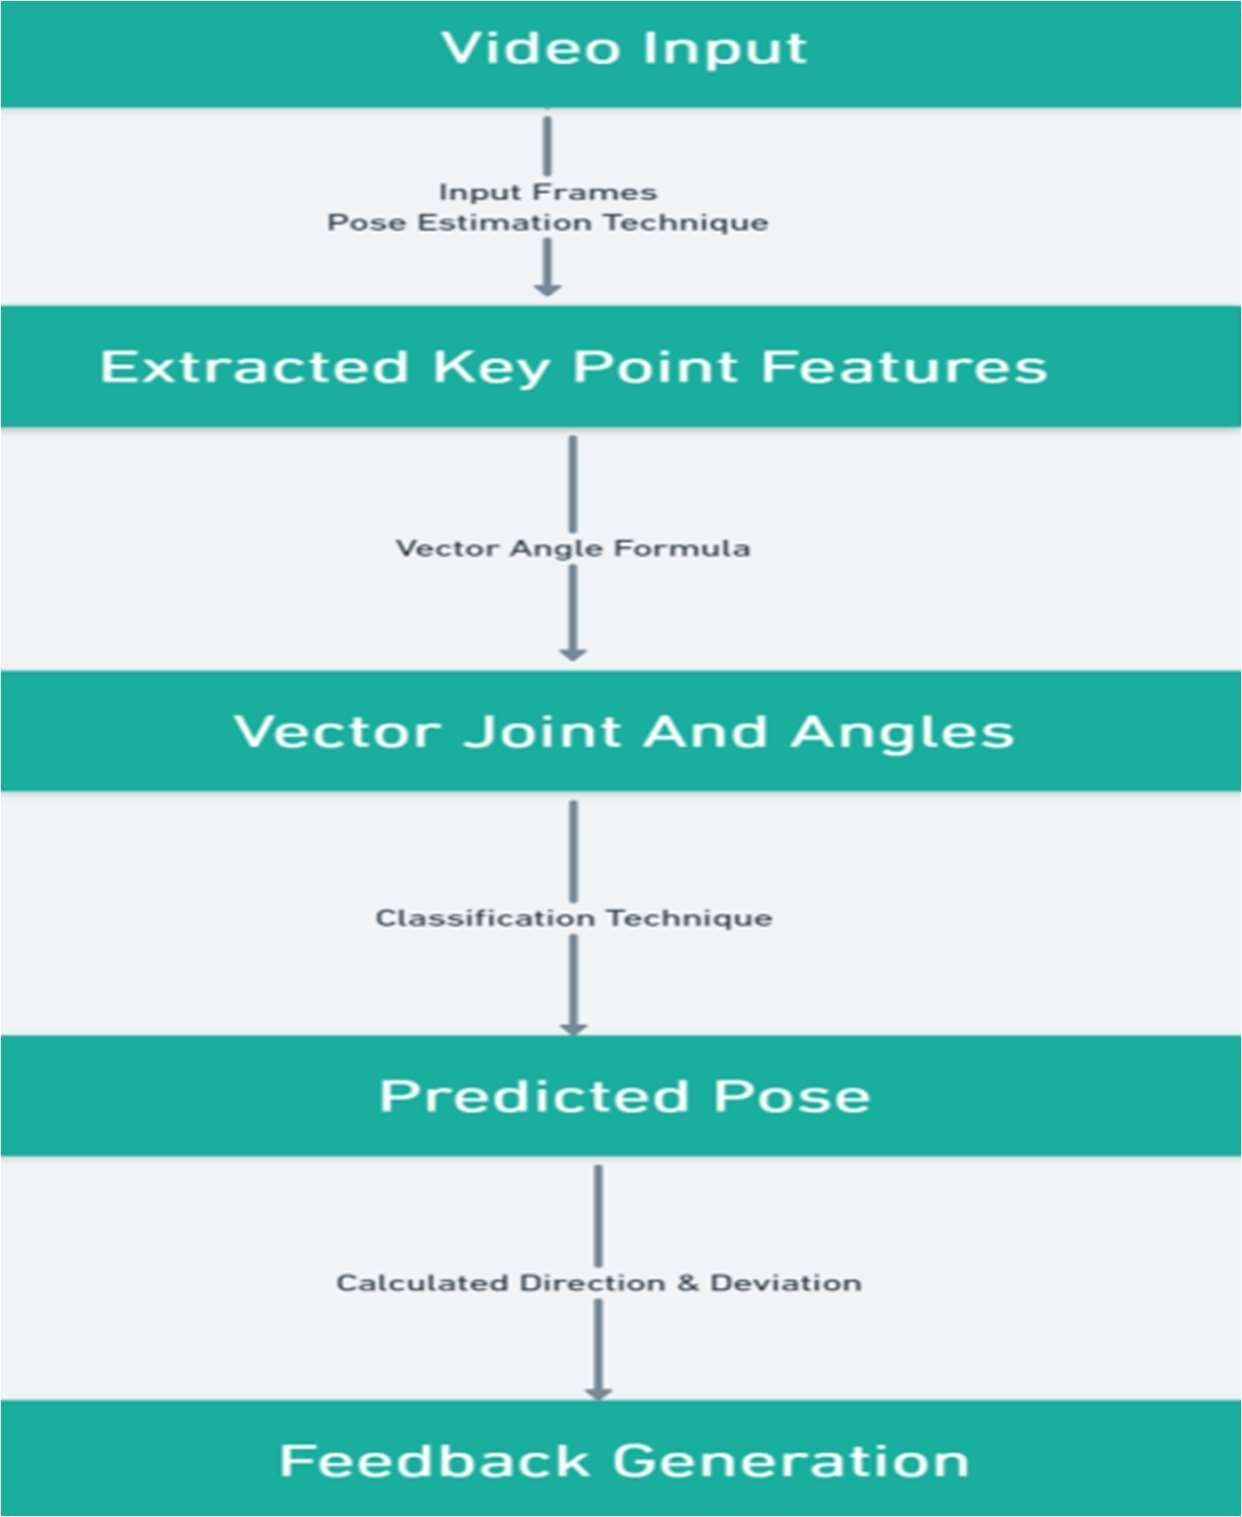 Video Input
Input Frames
Pose Estimation Technique
Extracted Key Point Features
Vector Angle Formula
Vector Joint And Angles
Classification Technique
Predicted Pose
Calculated Direction & Deviation
Feedback Generation